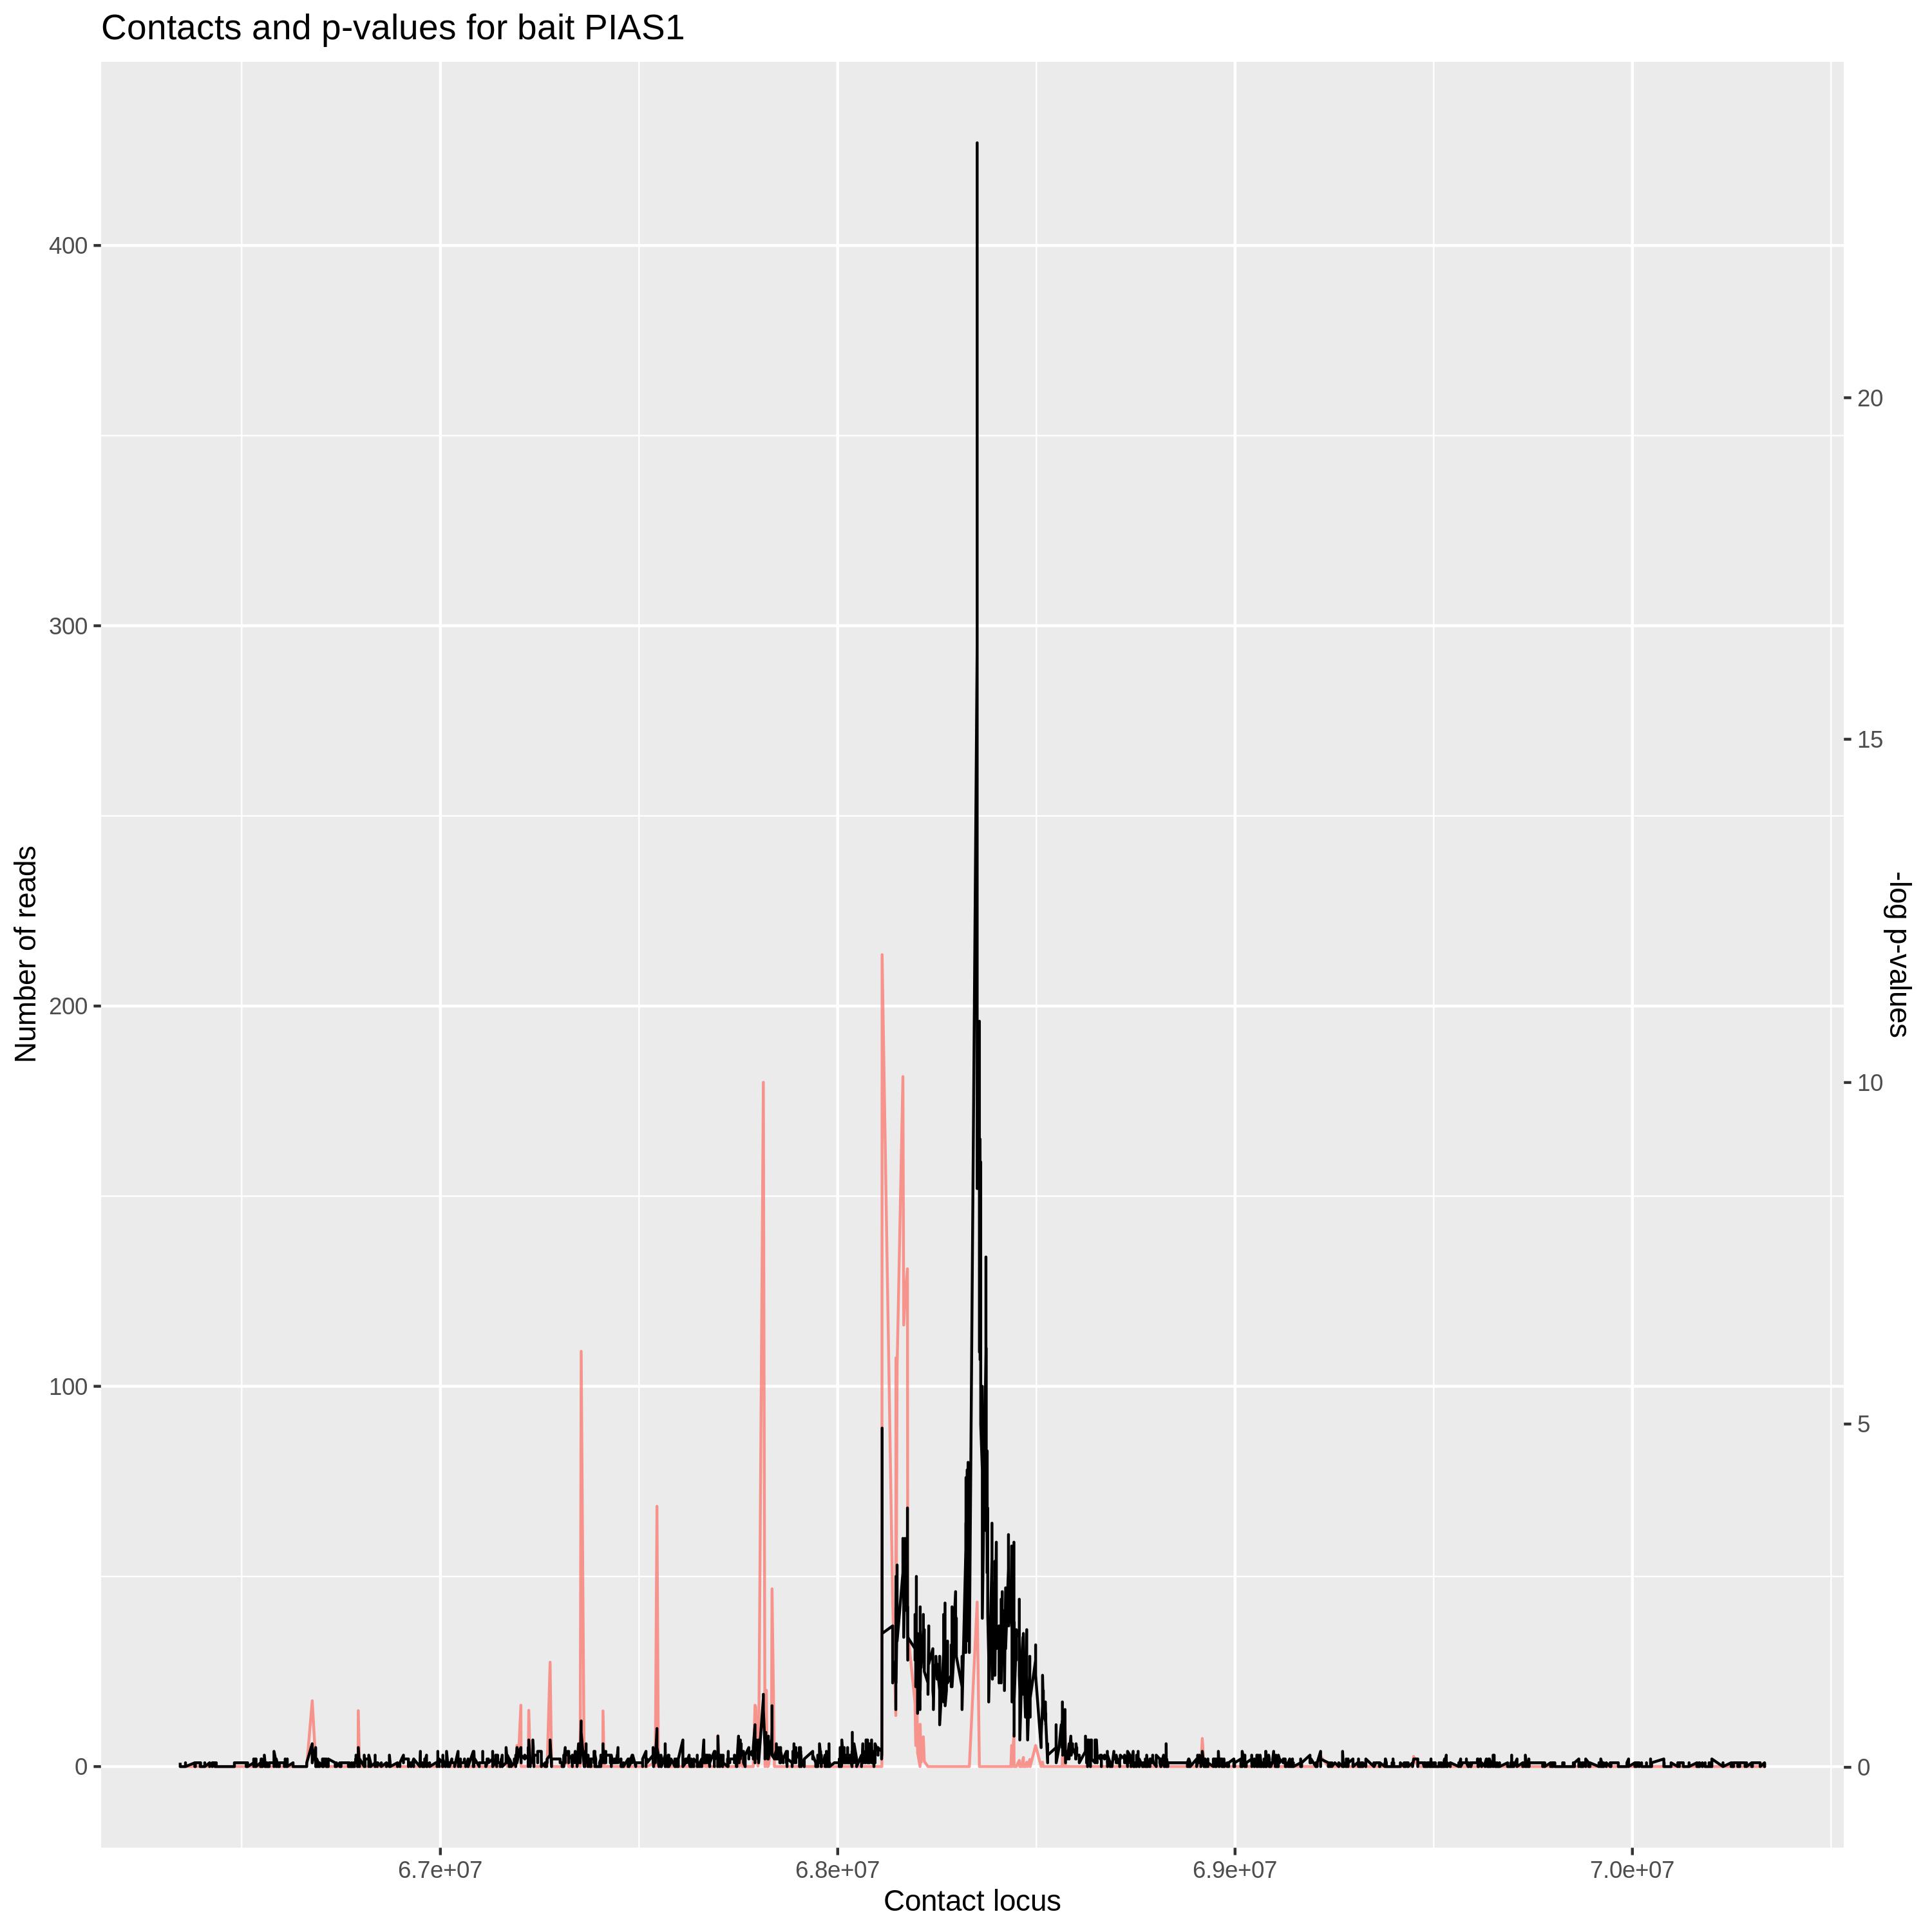 Contacts and p-values for bait PIAS1
Number of reads
400
300
200
100
0
20
15
10
5
0
-log p-values
6.7e+07
6.8e+07
6.9e+07
7.0e+07
Contact locus